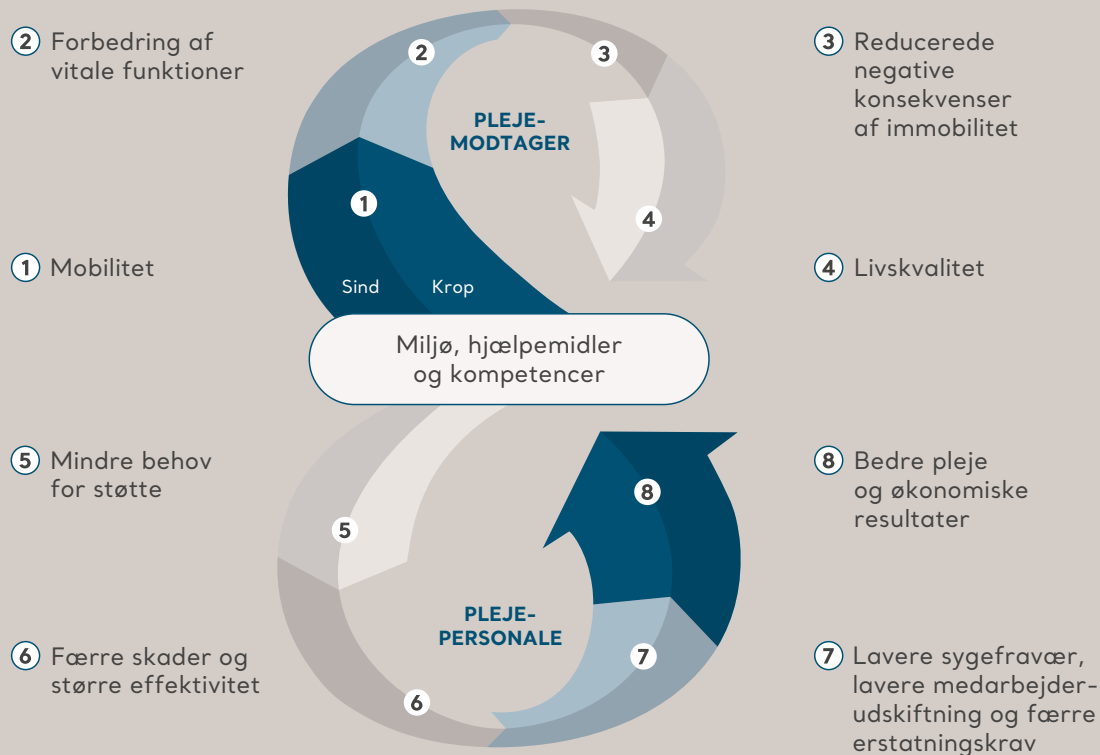 2 Forbedring af
vitale funktioner
1 Mobilitet
2
3
PLEJE-
MODTAGER
1
4
Sind Krop
3 Reducerede
negative
konsekvenser
af immobilitet
4 Livskvalitet
Miljø, hjælpemidler
og kompetencer
5 Mindre behov
for støtte
6 Færre skader og
større effektivitet
8
5
PLEJE-
PERSONALE
7
6
8 Bedre pleje
og økonomiske
resultater
7 Lavere sygefravær,
lavere medarbejder-
udskiftning og færre
erstatningskrav